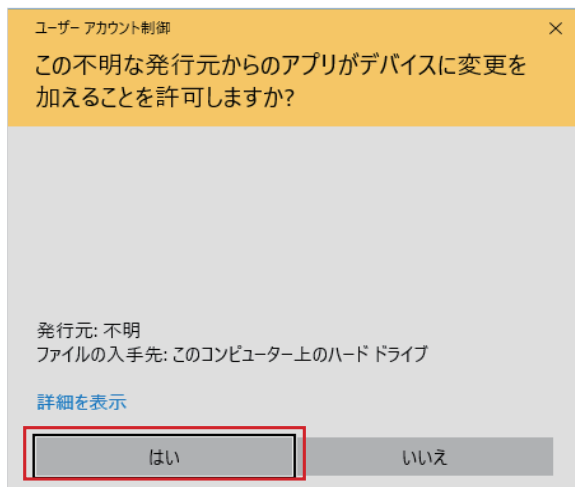 ユーザー アカウント制御
この不明な発行元からのアプリがデバイスに変更を
加えることを許可しますか?
発行元: 不明
ファイルの入手先: このコンピューター上のハード ドライブ
詳細を表示
はい
いいえ